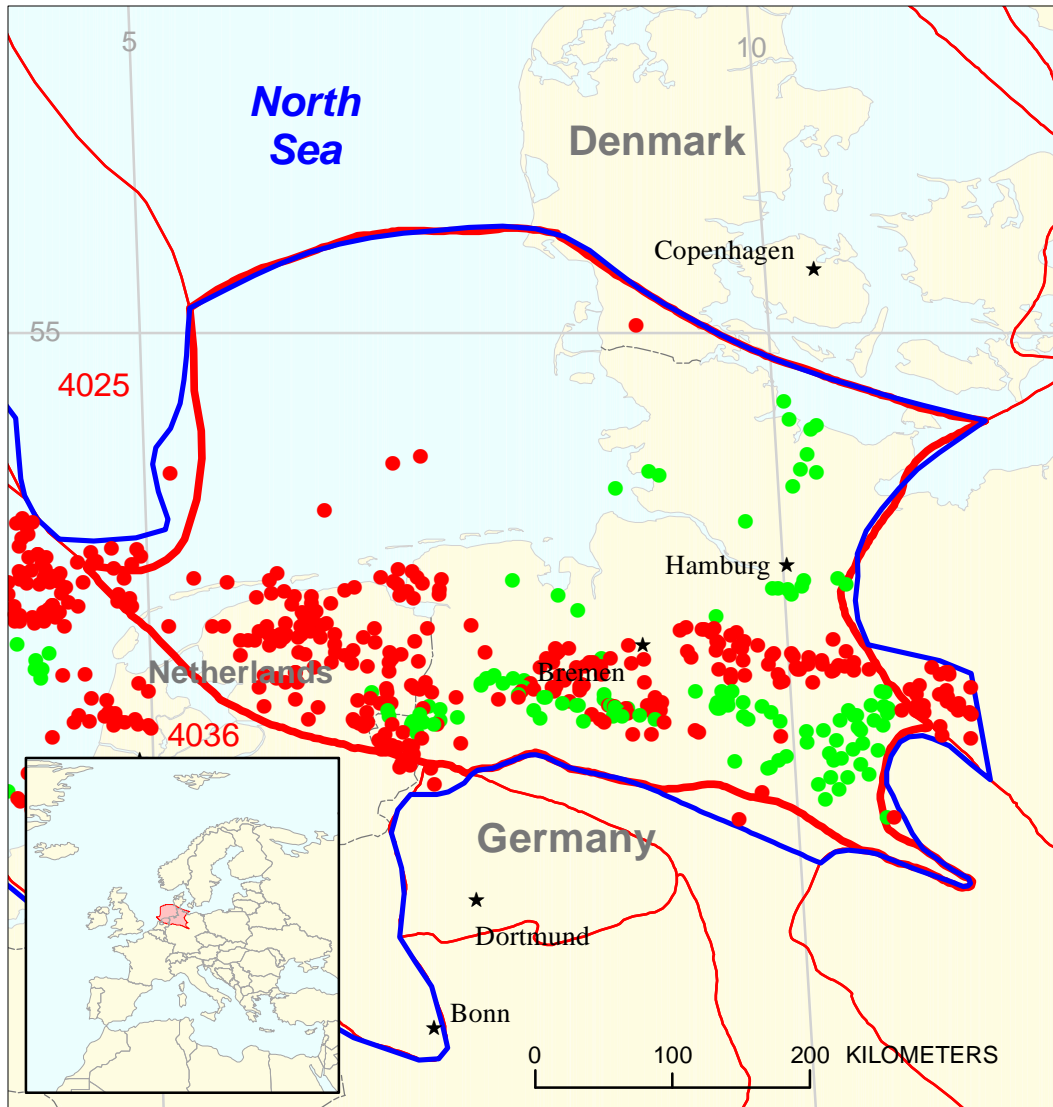 5
10
North
Sea
Denmark
Copenhagen
55
4025
Hamburg
Bremen
Netherlands
4036
Germany
Dortmund
Bonn
0 100 200 KILOMETERS